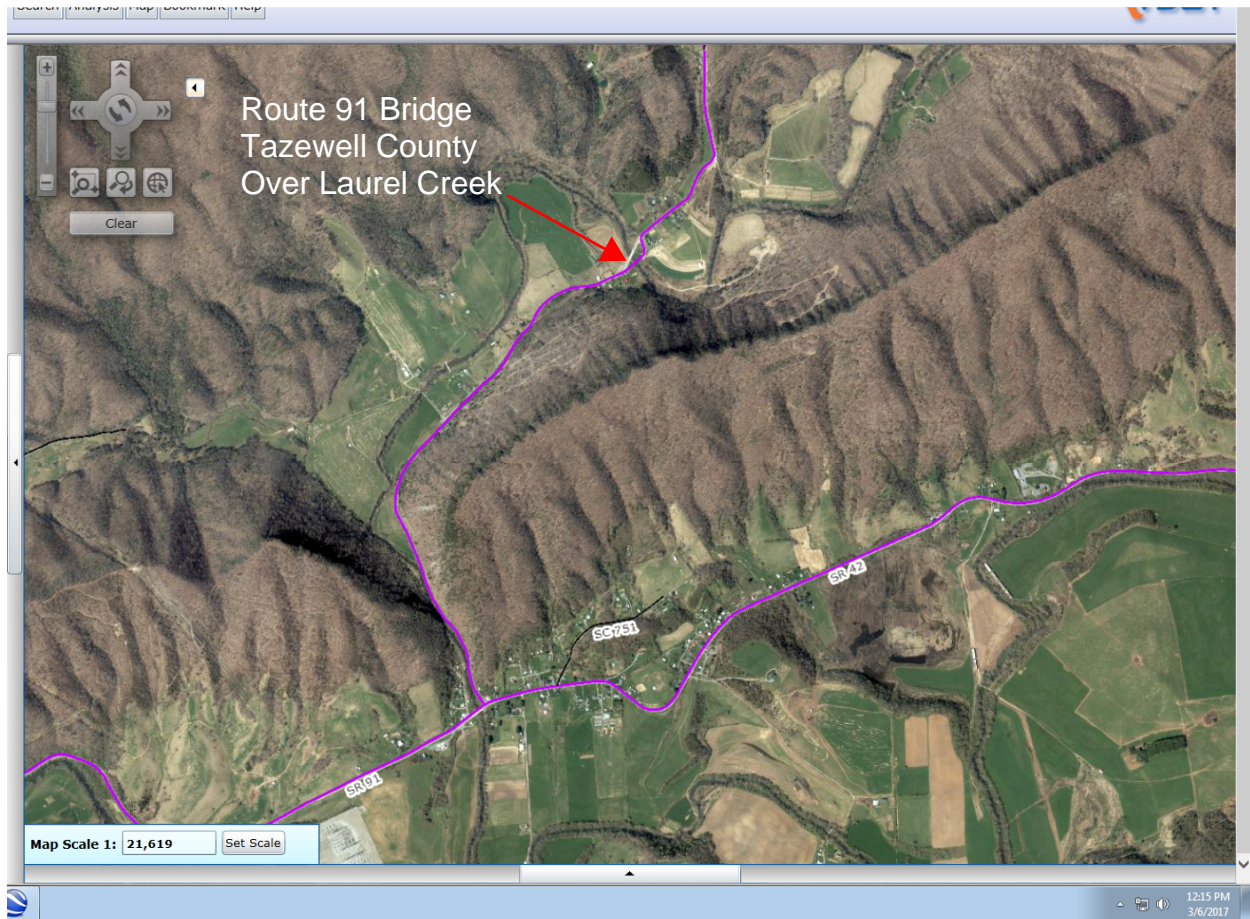 Search Analysis Map Bookmark Help
Route 91 Bridge
Tazewell County
Over Laurel Creek
Clear
SR 42
SC 751
SR 91
Map Scale 1: 21,619 Set Scale
12:15 PM
3/6/2017